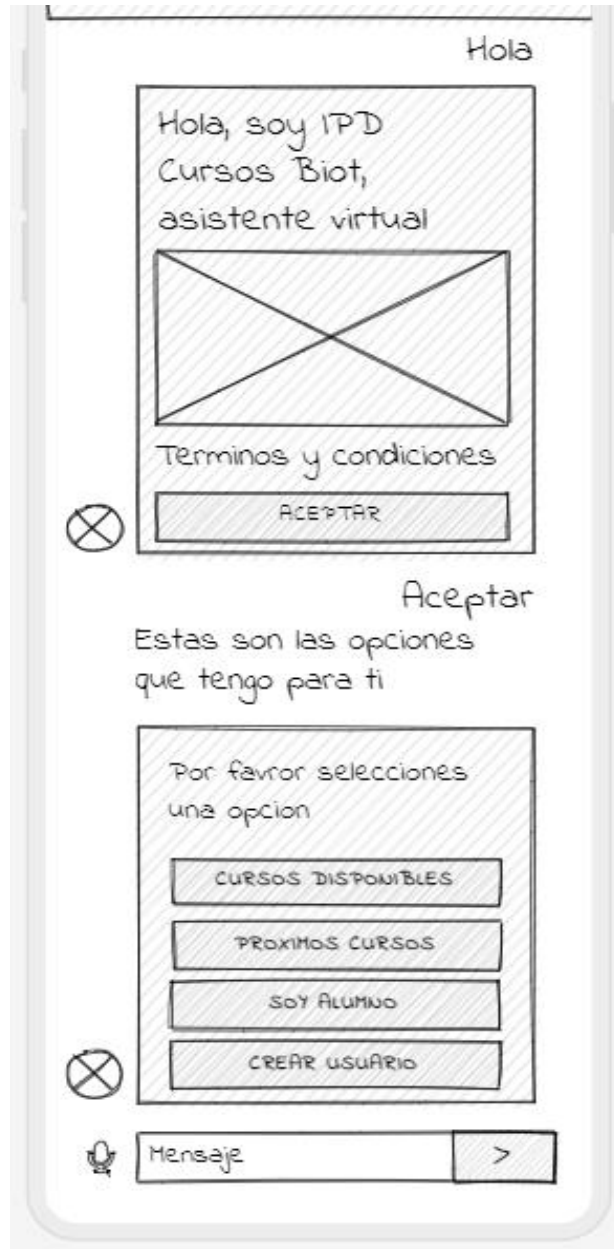 Hola
Hola, soy IPD
Cursos Biot,
asistente virtual
Terminos y condiciones
ACEPTAR
Aceptar
Estas son las opciones
que tengo para ti
Por favror selecciones
una opcion
CURSOS DISPONIBLES
PROXIMOS CURSOS
SOY ALUMNO
CREAR USUARIO
Mensaje
>